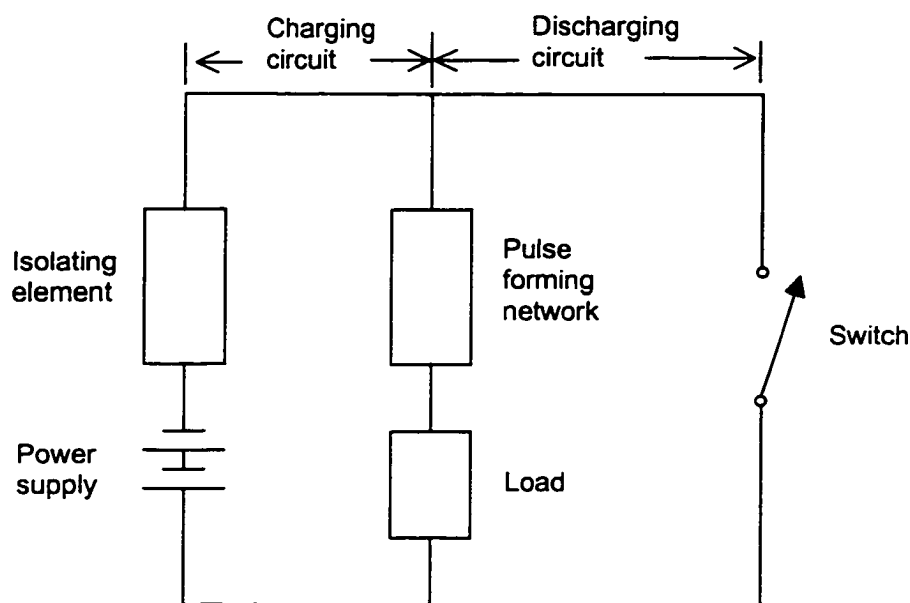 Charging
circuit
Discharging
circuit
Isolating
element
Pulse
forming
network
Switch
Power
supply
Load